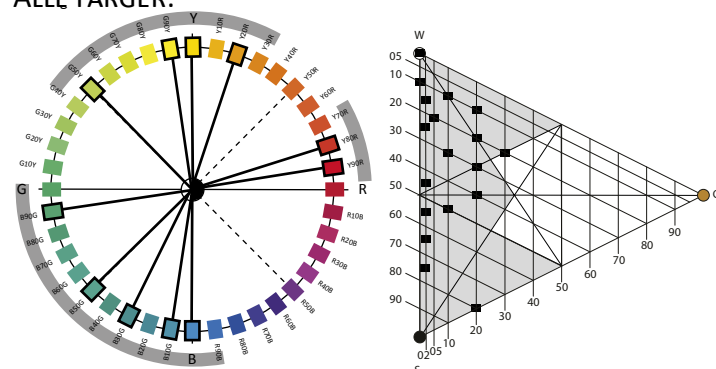 ALLE FARGER:
Y
G90Y
Y10R
G80Y
Y20R
G70Y
Y30R
G60Y
Y40R
G50Y
Y50R
G40Y
Y60R
G30Y
Y70R
G20Y
Y80R
G10Y
Y90R
G
R
B90G
R10B
B80G
R20B
B70G
R30B
B60G
R40B
B50G
R50B
B40G
R60B
B30G
R70B
B20G
R80B
B10G
R90B
B
W
05
10
20
30
40
50
60
70
80
90
C
90
80
70
60
50
40
30
20
10
05
02
S